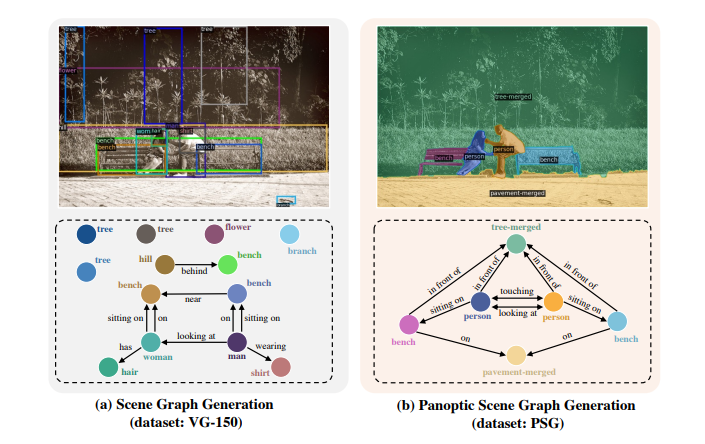 tree
tree
tree
flower
hill
bench
woman
shirt
bench
bench
tree-merged
bench
person
person
bench
pavement-merged
tree
tree
flower
branch
tree
hill
behind
bench
bench
near
bench
sitting on
on
on
sitting on
looking at
has
woman
man
wearing
hair
shirt
tree-merged
in front of
in front of
in front of
in front of
touching
looking at
sitting on
sitting on
person
person
bench
bench
on
on
pavement-merged
(a) Scene Graph Generation
(dataset: VG-150)
(b) Panoptic Scene Graph Generation
(dataset: PSG)